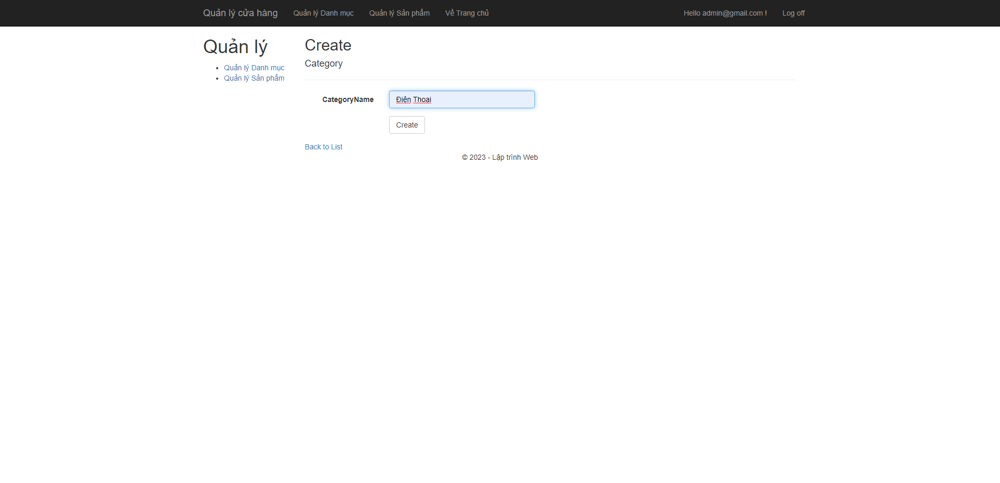 Quản lý cửa hàng Quản lý Danh mục Quản lý Sản phẩm Về Trang chủ Hello admin@gmail.com ! Log off
Quản lý
Quản lý Danh mục
Quản lý Sản phẩm
Create
Category
CategoryName Điện Thoại
Create
Back to List
© 2023 - Lập trình Web